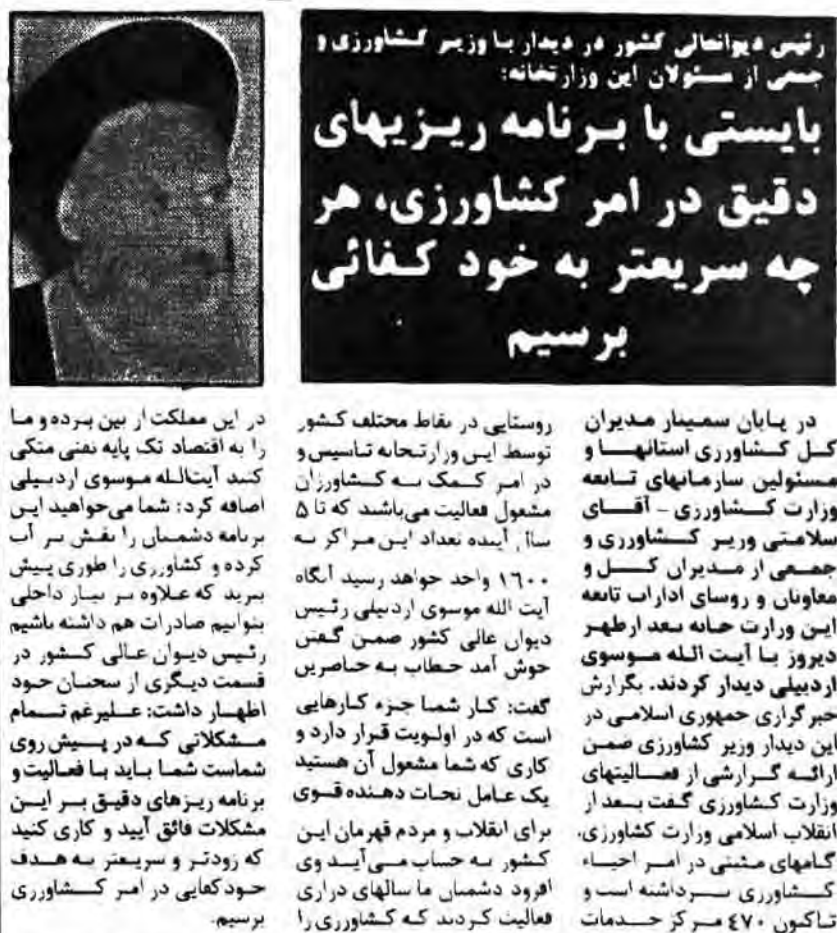 رئیس دیوانعالی کشور در دیدار با وزیر کشاورزی و
جمعی از مسئولان این وزارتخانه:
بایستی با برنامه ریزیهای
دقیق در امر کشاورزی، هر
چه سریعتر به خود کفائی
برسیم
در پایان سمینار مدیران
کل کشاورزی استانها و
مسئولین سازمانهای تابعه
وزارت کشاورزی - آقای
سلامتی وزیر کشاورزی و
جمعی از مدیران کل و
معاونان و روسای ادارات تابعه
این وزارت خانه بعد ازظهر
دیروز با آیت الله موسوی
اردبیلی دیدار کردند. بگزارش
خبرگزاری جمهوری اسلامی در
این دیدار وزیر کشاورزی ضمن
ارائه گزارشی از فعالیتهای
وزارت کشاورزی گفت بعد از
انقلاب اسلامی وزارت کشاورزی،
گامهای مثبتی در امر احیاء
کشاورزی برداشته است و
تاکنون ٤٧٠ مرکز خدمات
روستایی در نقاط مختلف کشور
توسط این وزارتخانه تاسیس و
در امر کمک به کشاورزان
مشغول فعالیت می‌باشند که تا ۵
سال آینده تعداد این مراکز به
١٦٠٠ واحد خواهد رسید آنگاه
آیت الله موسوی اردبیلی رئیس
دیوان عالی کشور ضمن گفتن
خوش آمد خطاب به حاضرین
گفت: کار شما جزء کارهایی
است که در اولویت قرار دارد و
کاری که شما مشغول آن هستید
یک عامل نجات دهنده قوی
برای انقلاب و مردم قهرمان این
کشور به حساب می‌آید وی
افزود دشمنان ما سالهای درازی
فعالیت کردند که کشاورزی را
در این مملکت از بین برده و ما
را به اقتصاد تک پایه نفتی متکی
کنند آیت‌الله موسوی اردبیلی
اضافه کرد: شما می‌خواهید این
برنامه دشمنان را نقش بر آب
کرده و کشاورزی را طوری پیش
ببرید که علاوه بر نیاز داخلی
بتوانیم صادرات هم داشته باشیم
رئیس دیوان عالی کشور در
قسمت دیگری از سخنان خود
اظهار داشت: علیرغم تمام
مشکلاتی که در پیش روی
شماست شما باید با فعالیت و
برنامه ریزهای دقیق بر این
مشکلات فائق آیید و کاری کنید
که زودتر و سریعتر به هدف
خودکفایی در امر کشاورزی
برسیم.